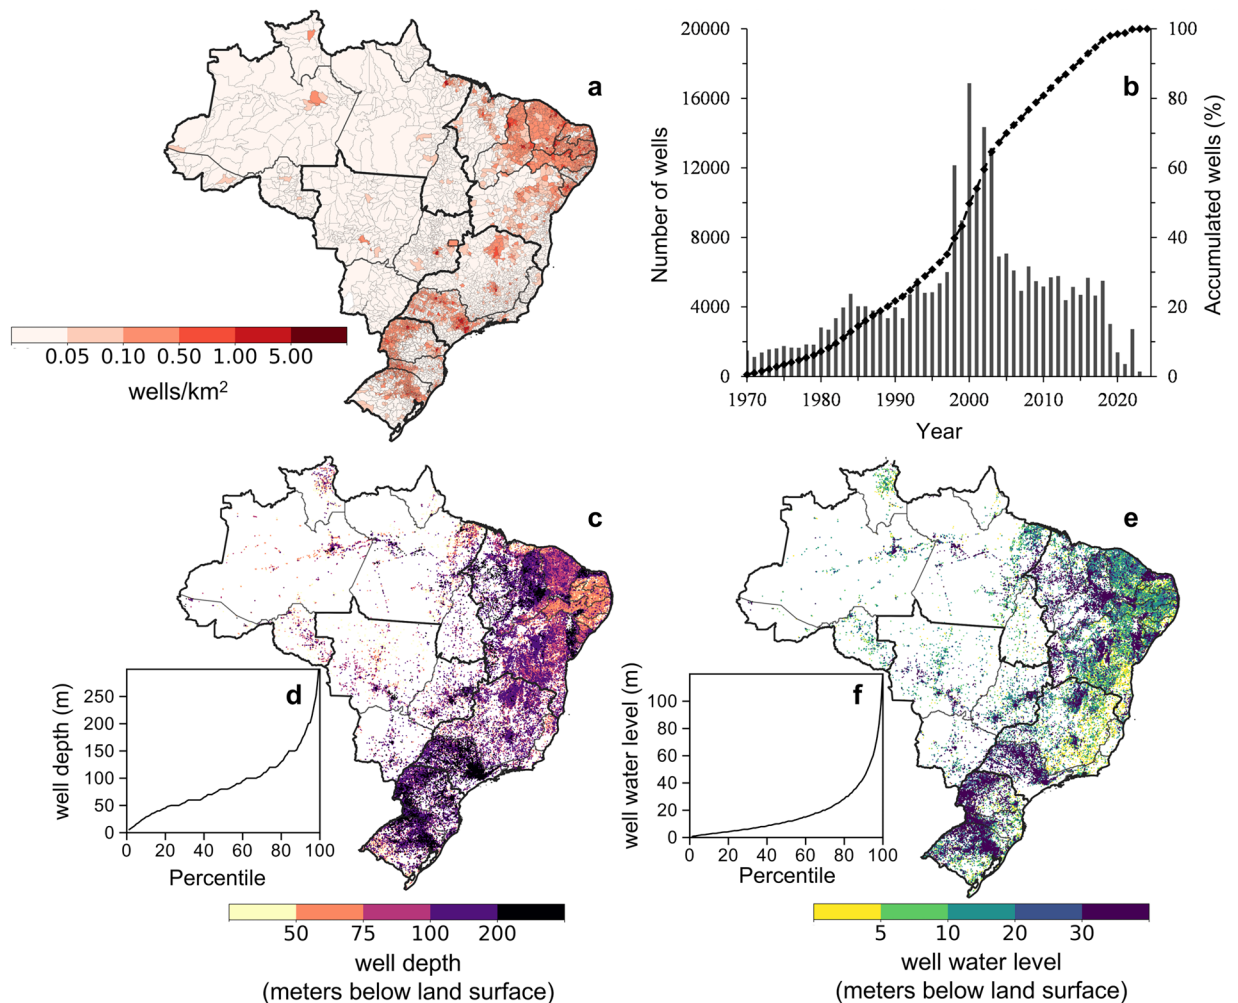 a
0.05 0.10 0.50 1.00 5.00
wells/km²
b
20000
16000
12000
8000
4000
0
Number of wells
100
80
60
40
20
0
Accumulated wells (%)
1970 1980 1990 2000 2010 2020
Year
c
d
250
200
150
100
50
0
well depth (m)
0 20 40 60 80 100
Percentile
50 75 100 200
well depth
(meters below land surface)
e
f
100
80
60
40
20
0
well water level (m)
0 20 40 60 80 100
Percentile
5 10 20 30
well water level
(meters below land surface)